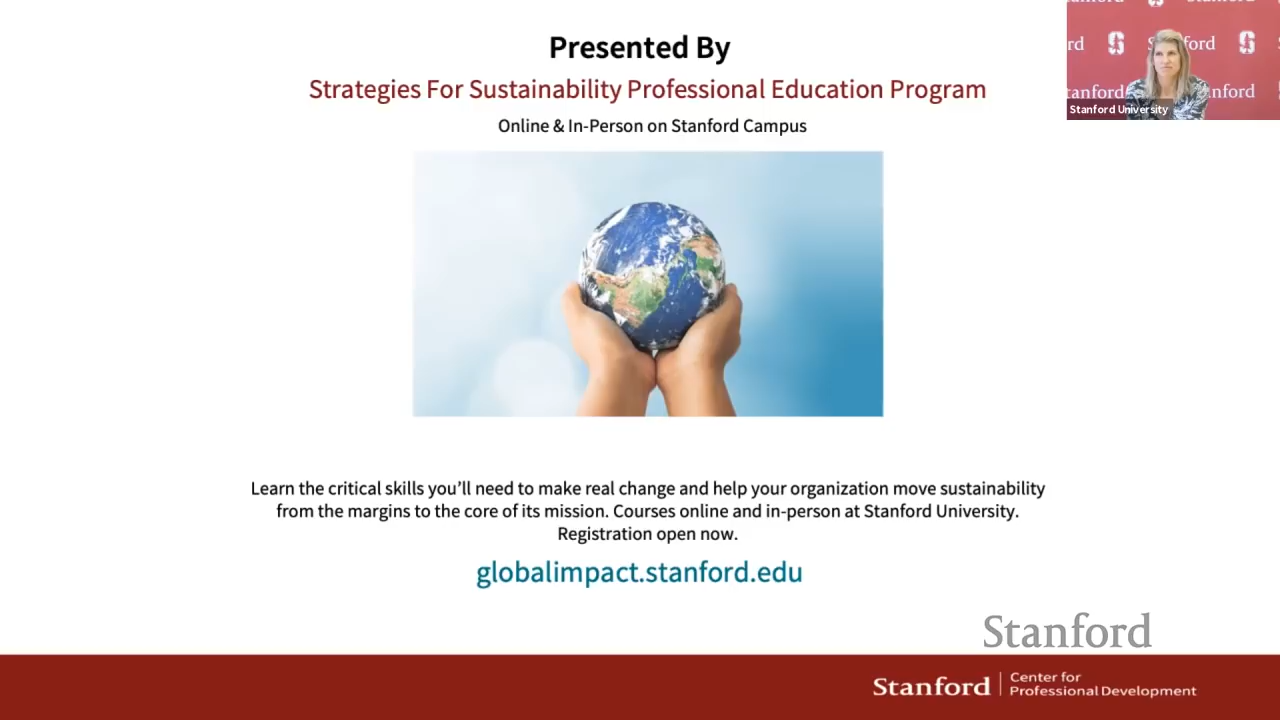 Presented By
Strategies For Sustainability Professional Education Program
Online & In-Person on Stanford Campus
Learn the critical skills you'll need to make real change and help your organization move sustainability
from the margins to the core of its mission. Courses online and in-person at Stanford University.
Registration open now.
globalimpact.stanford.edu
Stanford
Stanford
Center for
Professional Development
Stanford University